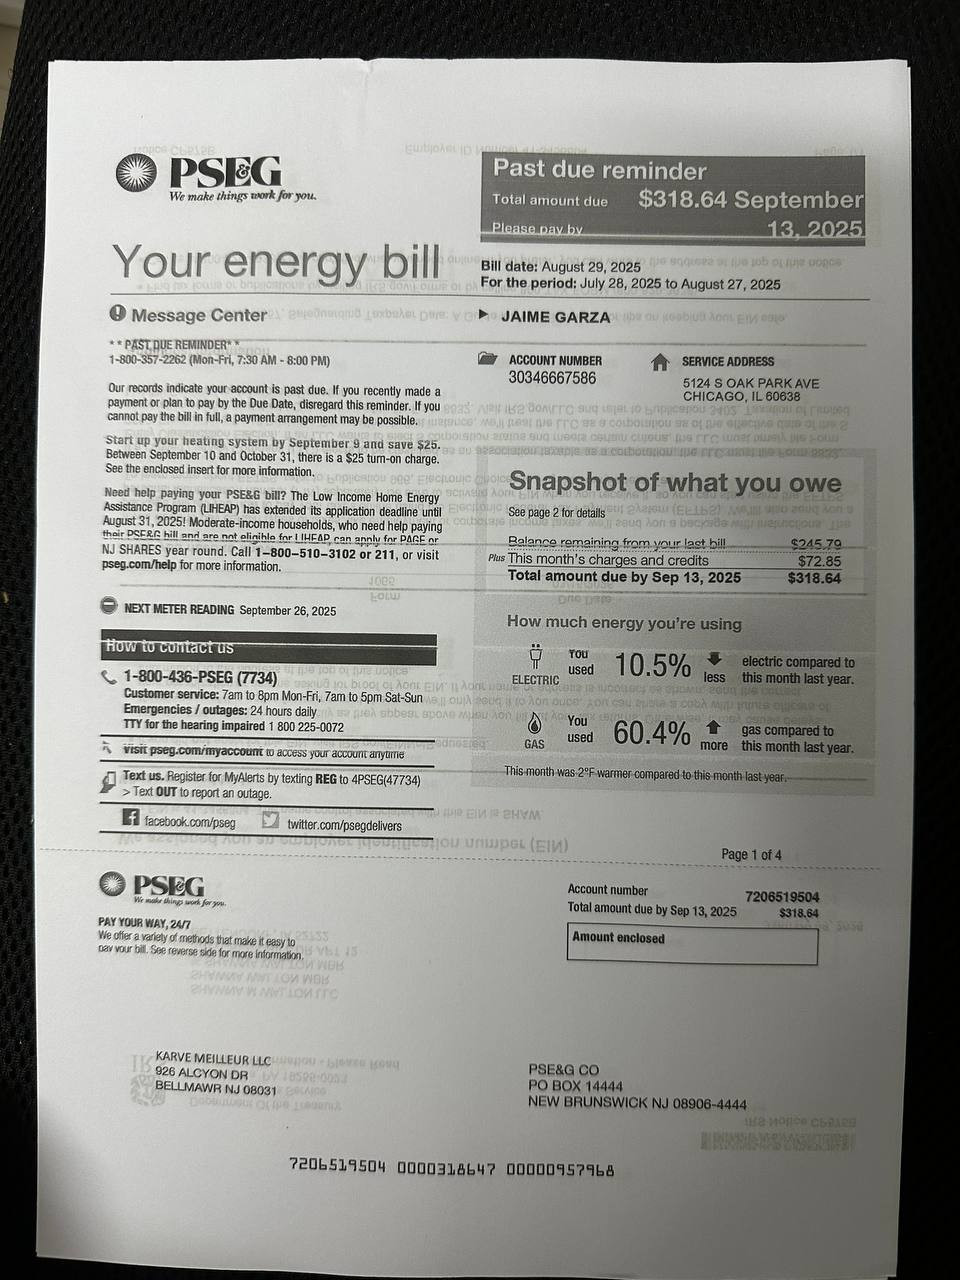 PSE&G
We make things work for you.
Past due reminder
Total amount due $318.64 September
Please pay by 13, 2025
Your energy bill
Bill date: August 29, 2025
For the period: July 28, 2025 to August 27, 2025
Message Center
JAIME GARZA
** PAST DUE REMINDER**
1-800-357-2262 (Mon-Fri, 7:30 AM - 8:00 PM)
Our records indicate your account is past due. If you recently made a
payment or plan to pay by the Due Date, disregard this reminder. If you
cannot pay the bill in full, a payment arrangement may be possible.
Start up your heating system by September 9 and save $25.
Between September 10 and October 31, there is a $25 turn-on charge.
See the enclosed insert for more information.
Need help paying your PSE&G bill? The Low Income Home Energy
Assistance Program (LIHEAP) has extended its application deadline until
August 31, 2025! Moderate-income households, who need help paying
their PSE&G bill and are not eligible for LIHEAP, can apply for PAGE or
NJ SHARES year round. Call 1-800-510-3102 or 211, or visit
pseg.com/help for more information.
NEXT METER READING September 26, 2025
ACCOUNT NUMBER
30346667586
SERVICE ADDRESS
5124 S OAK PARK AVE
CHICAGO, IL 60638
Snapshot of what you owe
See page 2 for details
Balance remaining from your last bill $245.79
Plus This month's charges and credits $72.85
Total amount due by Sep 13, 2025 $318.64
How much energy you're using
ELECTRIC You used 10.5% less electric compared to
this month last year.
GAS You used 60.4% more gas compared to
this month last year.
This month was 2°F warmer compared to this month last year.
How to contact us
1-800-436-PSEG (7734)
Customer service: 7am to 8pm Mon-Fri, 7am to 5pm Sat-Sun
Emergencies / outages: 24 hours daily
TTY for the hearing impaired 1 800 225-0072
visit pseg.com/myaccount to access your account anytime
Text us. Register for MyAlerts by texting REG to 4PSEG(47734)
> Text OUT to report an outage.
facebook.com/pseg twitter.com/psegdelivers
Page 1 of 4
PSE&G
We make things work for you.
PAY YOUR WAY, 24/7
We offer a variety of methods that make it easy to
pay your bill. See reverse side for more information.
Account number 7206519504
Total amount due by Sep 13, 2025 $318.64
Amount enclosed
KARVE MEILLEUR LLC
926 ALCYON DR
BELLMAWR NJ 08031
PSE&G CO
PO BOX 14444
NEW BRUNSWICK NJ 08906-4444
7206519504 0000318647 00000957968